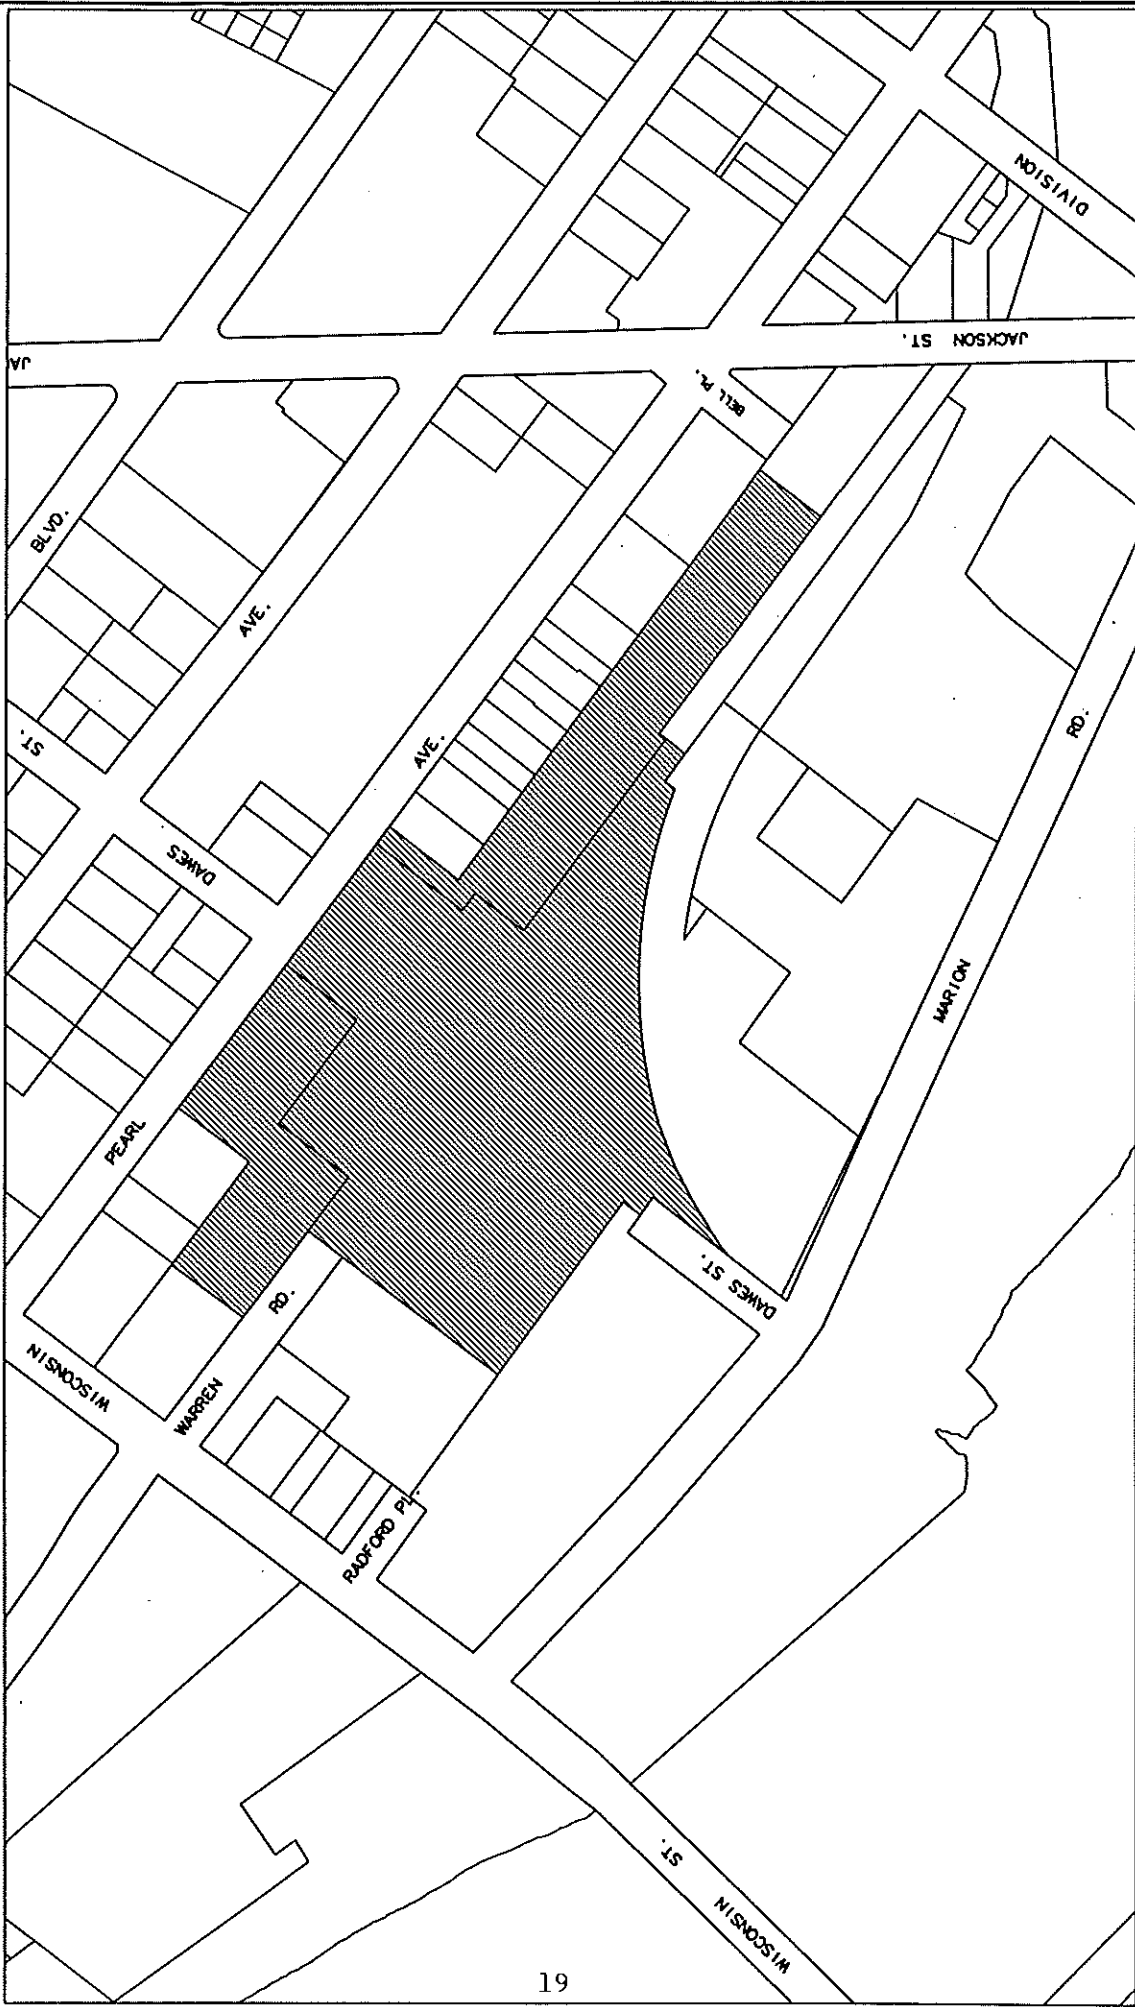 DIVISION
JACKSON ST.
JA
BELL PL.
BLVD.
AVE.
ST.
AVE.
DAWES
RD.
MARION
PEARL
DAWES ST.
RD.
WISCONSIN
WARREN
RADFORD PL.
ST.
WISCONSIN
19